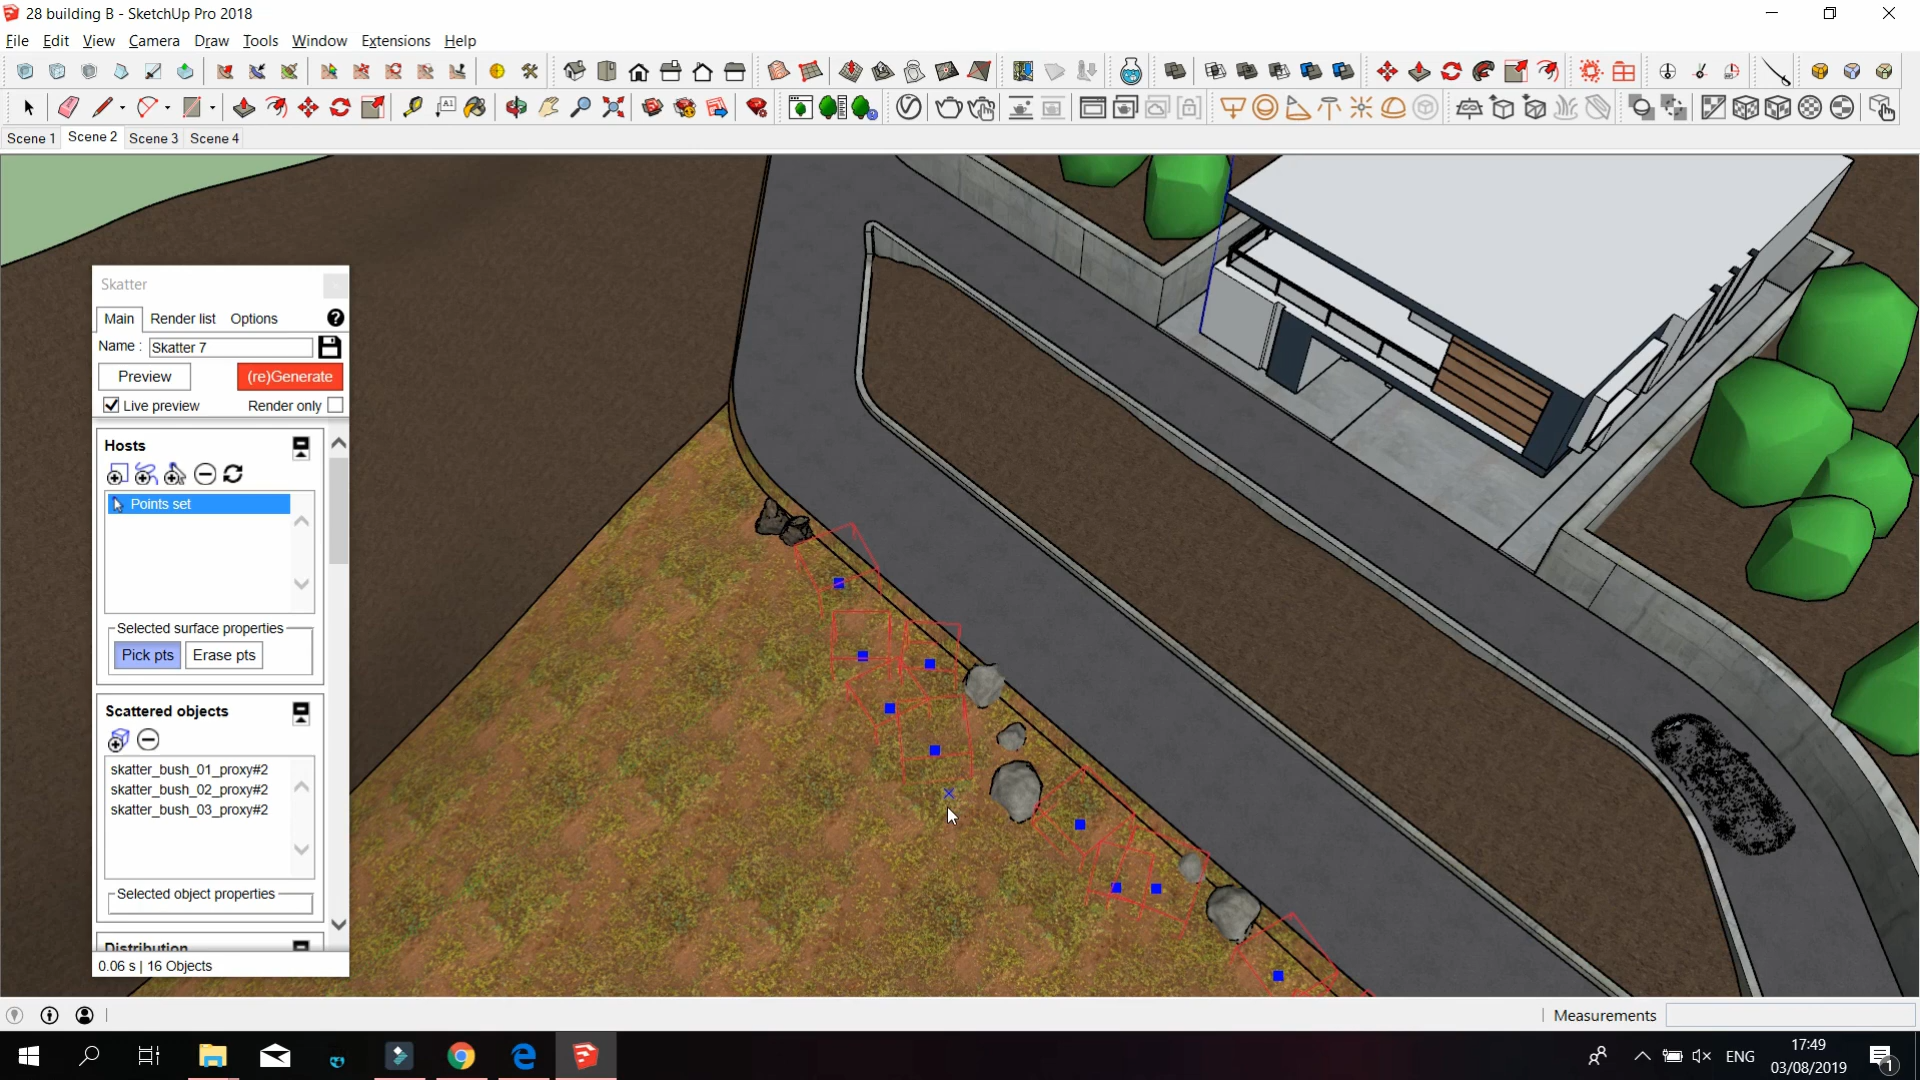 28 building B - SketchUp Pro 2018
File Edit View Camera Draw Tools Window Extensions Help
Scene 1 Scene 2 Scene 3 Scene 4
Skatter
Main Render list Options
Name : Skatter 7
Preview (re)Generate
Live preview Render only
Hosts
Points set
Selected surface properties
Pick pts Erase pts
Scattered objects
skatter_bush_01_proxy#2
skatter_bush_02_proxy#2
skatter_bush_03_proxy#2
Selected object properties
Distribution
0.06 s | 16 Objects
Measurements
ENG
17:49
03/08/2019
1